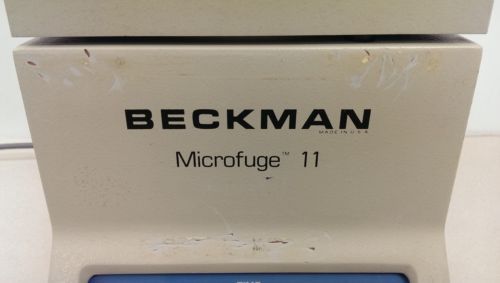 BECKMAN
MADE IN U.S.A.
Microfuge™ 11